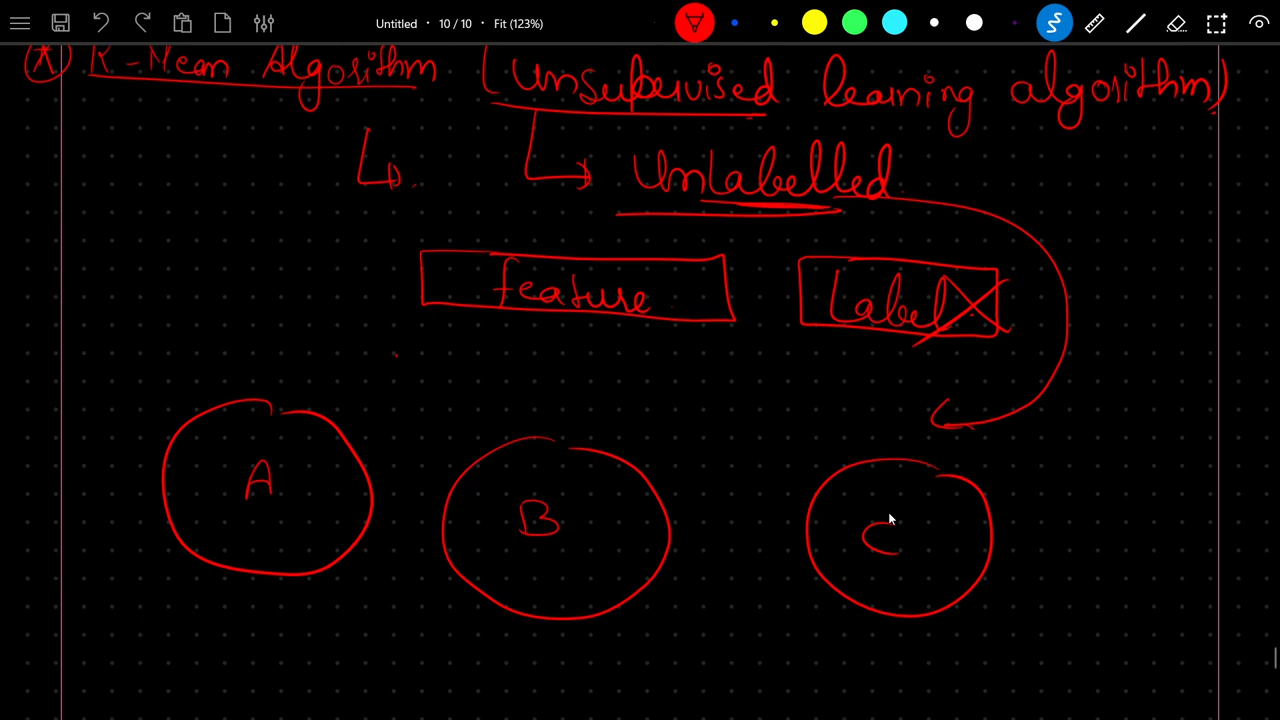 Untitled • 10 / 10 • Fit (123%)
K-Mean Algorithm (Unsupervised learning algorithm)
Unlabelled
feature Label
A B C